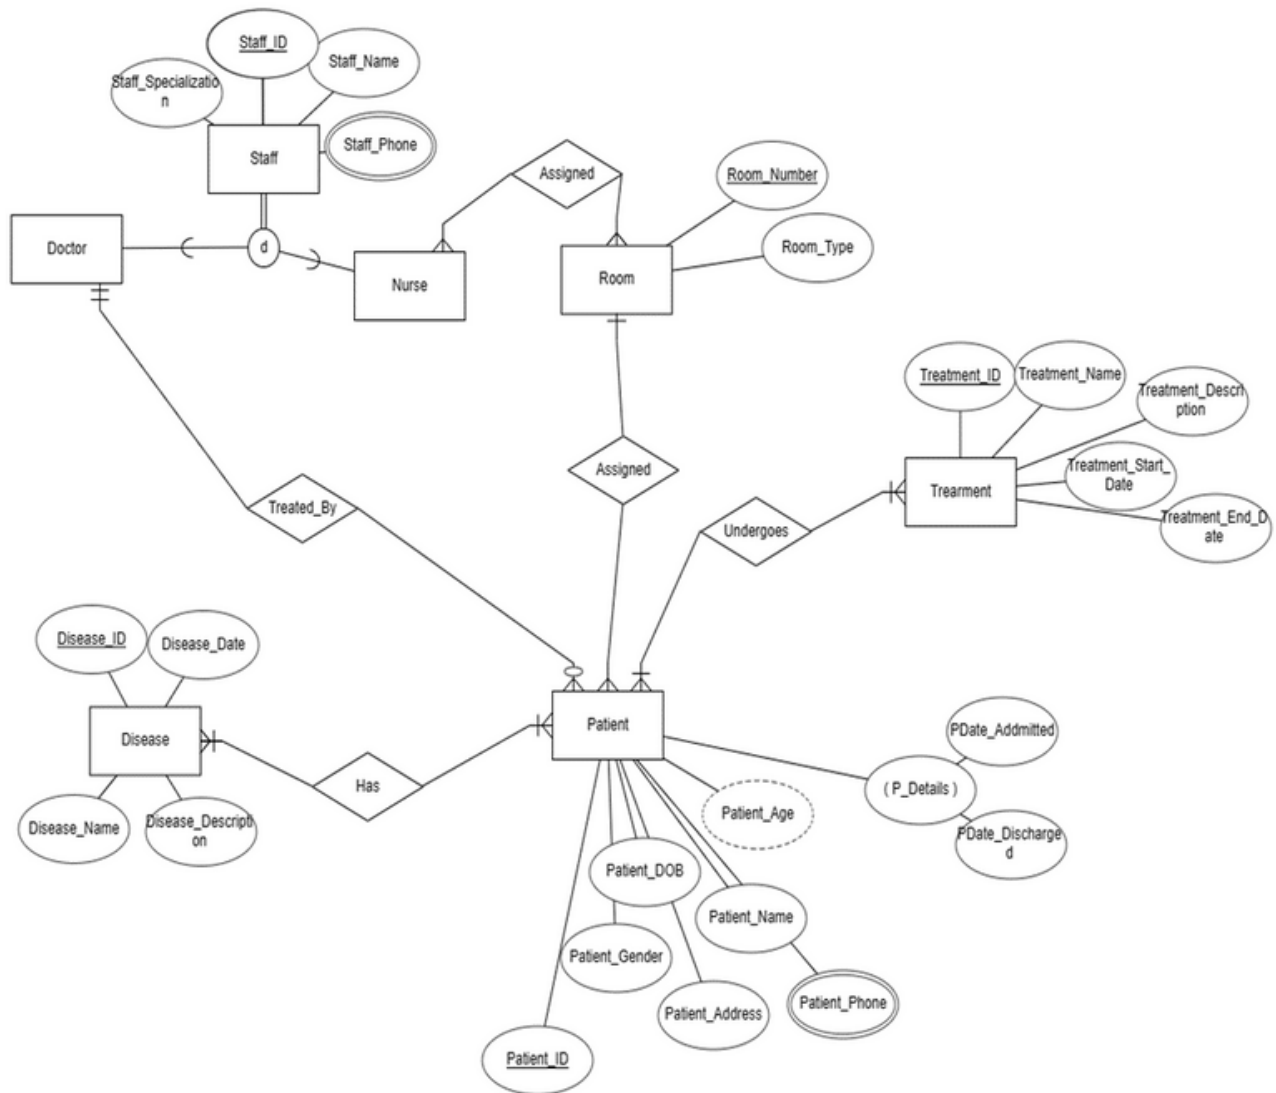 Staff_ID
Staff_Name
Staff_Specializatio
n
Staff_Phone
Staff
Assigned
Room_Number
Room_Type
Doctor
d
Nurse
Room
Treatment_ID
Treatment_Name
Treatment_Descri
ption
Treatment_Start_
Date
Treatment_End_D
ate
Trearment
Assigned
Undergoes
Treated_By
Disease_ID
Disease_Date
Disease
Disease_Name
Disease_Descripti
on
Has
Patient
PDate_Addmitted
( P_Details )
PDate_Discharge
d
Patient_Age
Patient_DOB
Patient_Name
Patient_Gender
Patient_Address
Patient_Phone
Patient_ID